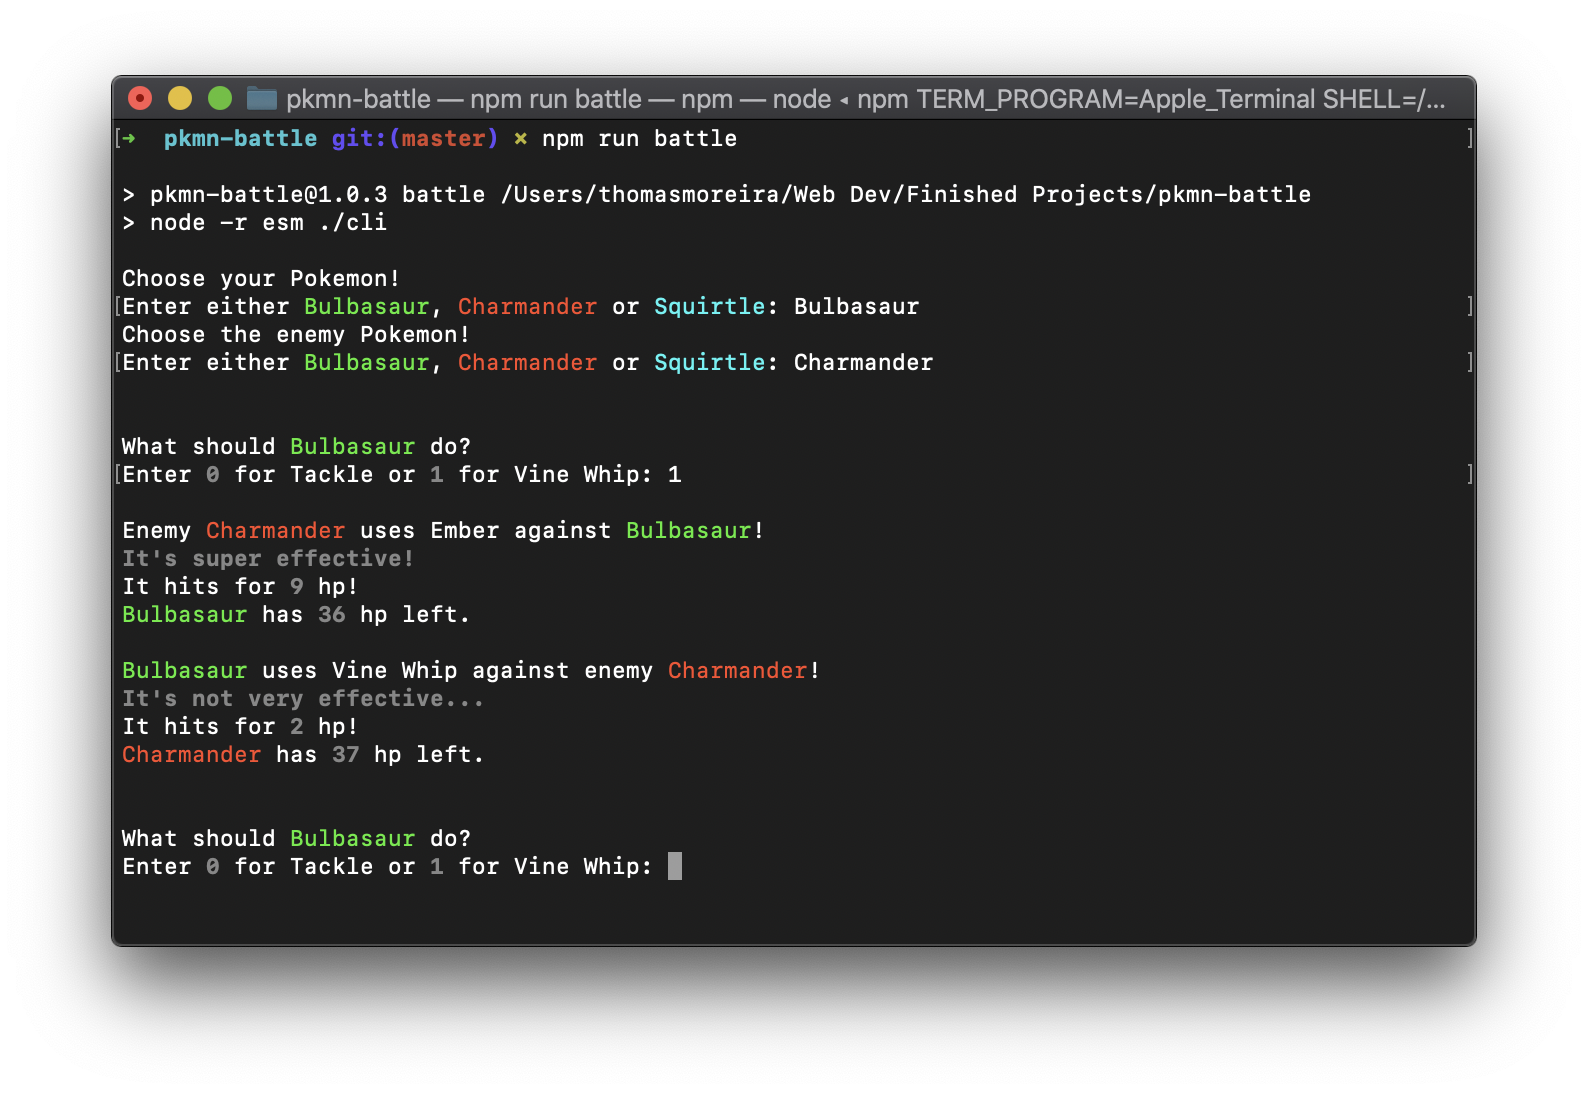 pkmn-battle — npm run battle — npm — node ◂ npm TERM_PROGRAM=Apple_Terminal SHELL=/...
[➜  pkmn-battle git:(master) ✗ npm run battle ]
> pkmn-battle@1.0.3 battle /Users/thomasmoreira/Web Dev/Finished Projects/pkmn-battle
> node -r esm ./cli
Choose your Pokemon!
[Enter either Bulbasaur, Charmander or Squirtle: Bulbasaur ]
Choose the enemy Pokemon!
[Enter either Bulbasaur, Charmander or Squirtle: Charmander ]
What should Bulbasaur do?
[Enter 0 for Tackle or 1 for Vine Whip: 1 ]
Enemy Charmander uses Ember against Bulbasaur!
It's super effective!
It hits for 9 hp!
Bulbasaur has 36 hp left.
Bulbasaur uses Vine Whip against enemy Charmander!
It's not very effective...
It hits for 2 hp!
Charmander has 37 hp left.
What should Bulbasaur do?
Enter 0 for Tackle or 1 for Vine Whip: